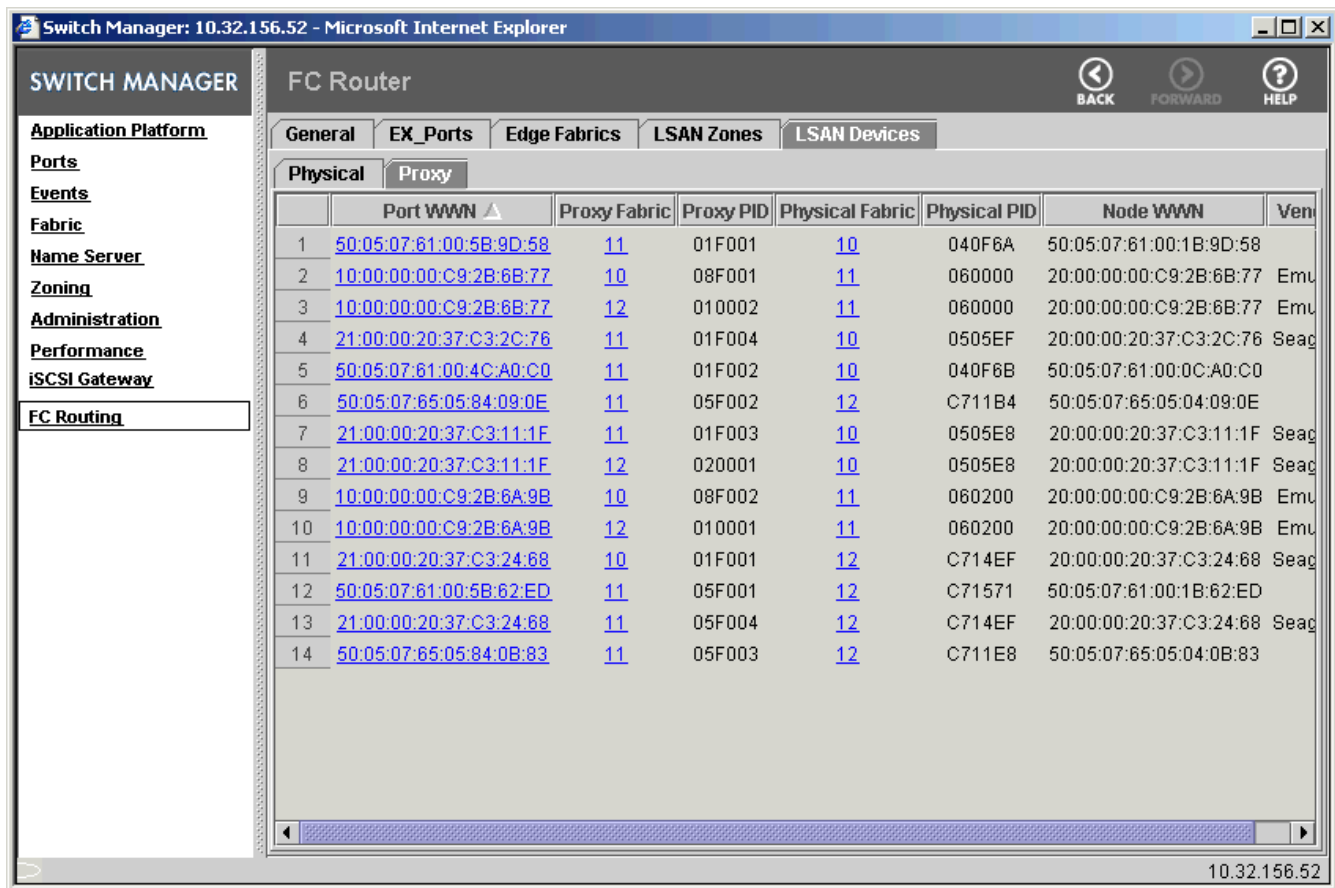 Switch Manager: 10.32.156.52 - Microsoft Internet Explorer
SWITCH MANAGER
FC Router
BACK FORWARD HELP
Application Platform
Ports
Events
Fabric
Name Server
Zoning
Administration
Performance
iSCSI Gateway
FC Routing
General EX_Ports Edge Fabrics LSAN Zones LSAN Devices
Physical Proxy
Port WWN Proxy Fabric Proxy PID Physical Fabric Physical PID Node WWN Ven
1 50:05:07:61:00:5B:9D:58 11 01F001 10 040F6A 50:05:07:61:00:1B:9D:58
2 10:00:00:00:C9:2B:6B:77 10 08F001 11 060000 20:00:00:00:C9:2B:6B:77 Emu
3 10:00:00:00:C9:2B:6B:77 12 010002 11 060000 20:00:00:00:C9:2B:6B:77 Emu
4 21:00:00:20:37:C3:2C:76 11 01F004 10 0505EF 20:00:00:20:37:C3:2C:76 Seag
5 50:05:07:61:00:4C:A0:C0 11 01F002 10 040F6B 50:05:07:61:00:0C:A0:C0
6 50:05:07:65:05:84:09:0E 11 05F002 12 C711B4 50:05:07:65:05:04:09:0E
7 21:00:00:20:37:C3:11:1F 11 01F003 10 0505E8 20:00:00:20:37:C3:11:1F Seag
8 21:00:00:20:37:C3:11:1F 12 020001 10 0505E8 20:00:00:20:37:C3:11:1F Seag
9 10:00:00:00:C9:2B:6A:9B 10 08F002 11 060200 20:00:00:00:C9:2B:6A:9B Emu
10 10:00:00:00:C9:2B:6A:9B 12 010001 11 060200 20:00:00:00:C9:2B:6A:9B Emu
11 21:00:00:20:37:C3:24:68 10 01F001 12 C714EF 20:00:00:20:37:C3:24:68 Seag
12 50:05:07:61:00:5B:62:ED 11 05F001 12 C71571 50:05:07:61:00:1B:62:ED
13 21:00:00:20:37:C3:24:68 11 05F004 12 C714EF 20:00:00:20:37:C3:24:68 Seag
14 50:05:07:65:05:84:0B:83 11 05F003 12 C711E8 50:05:07:65:05:04:0B:83
10.32.156.52